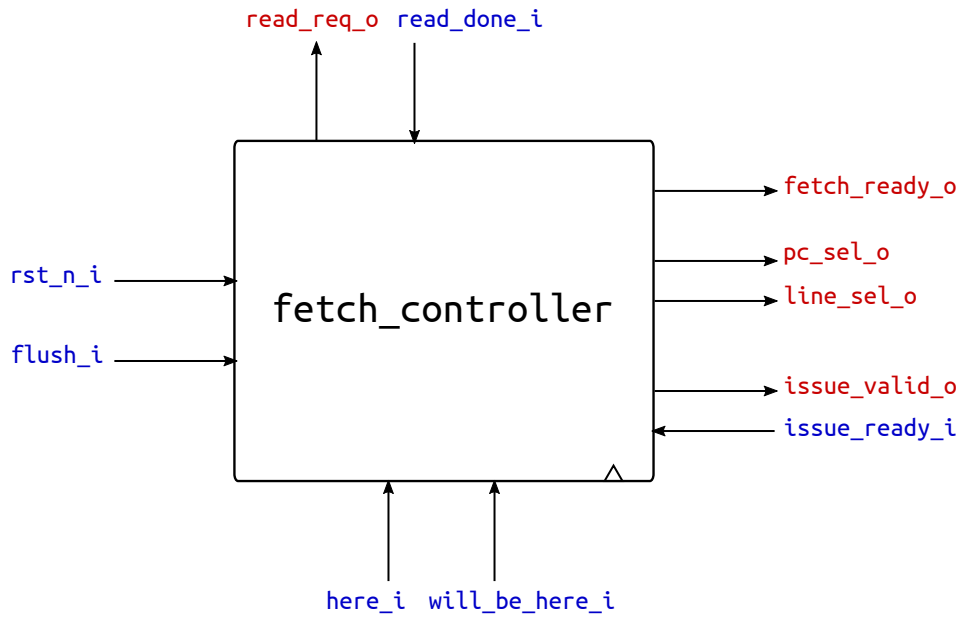 read_req_o read_done_i
fetch_ready_o
pc_sel_o
rst_n_i
line_sel_o
fetch_controller
flush_i
issue_valid_o
issue_ready_i
here_i will_be_here_i